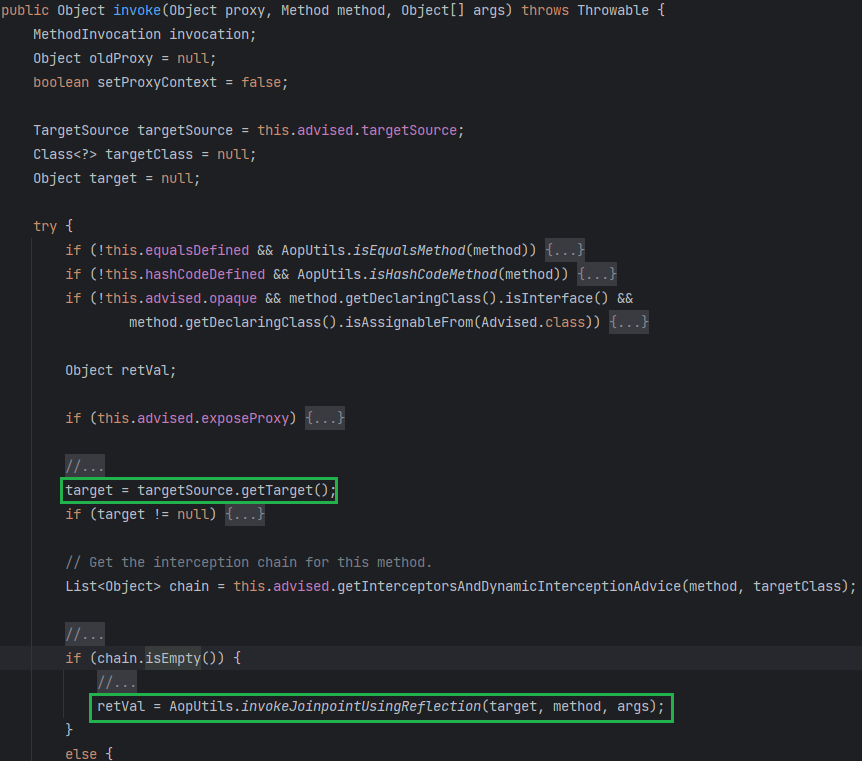 public Object invoke(Object proxy, Method method, Object[] args) throws Throwable {
    MethodInvocation invocation;
    Object oldProxy = null;
    boolean setProxyContext = false;

    TargetSource targetSource = this.advised.targetSource;
    Class<?> targetClass = null;
    Object target = null;

    try {
        if (!this.equalsDefined && AopUtils.isEqualsMethod(method)) {...}
        if (!this.hashCodeDefined && AopUtils.isHashCodeMethod(method)) {...}
        if (!this.advised.opaque && method.getDeclaringClass().isInterface() &&
                method.getDeclaringClass().isAssignableFrom(Advised.class)) {...}

        Object retVal;

        if (this.advised.exposeProxy) {...}

        //...
        target = targetSource.getTarget();
        if (target != null) {...}

        // Get the interception chain for this method.
        List<Object> chain = this.advised.getInterceptorsAndDynamicInterceptionAdvice(method, targetClass);

        //...
        if (chain.isEmpty()) {
            //...
            retVal = AopUtils.invokeJoinpointUsingReflection(target, method, args);
        }
        else {